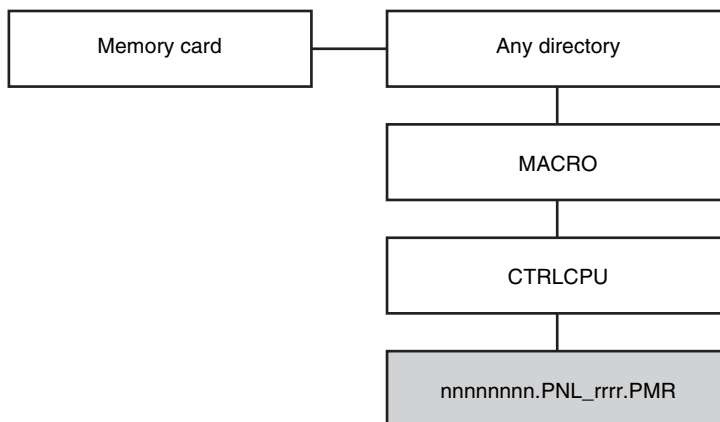 Memory card
Any directory
MACRO
CTRLCPU
nnnnnnnn.PNL_rrrr.PMR